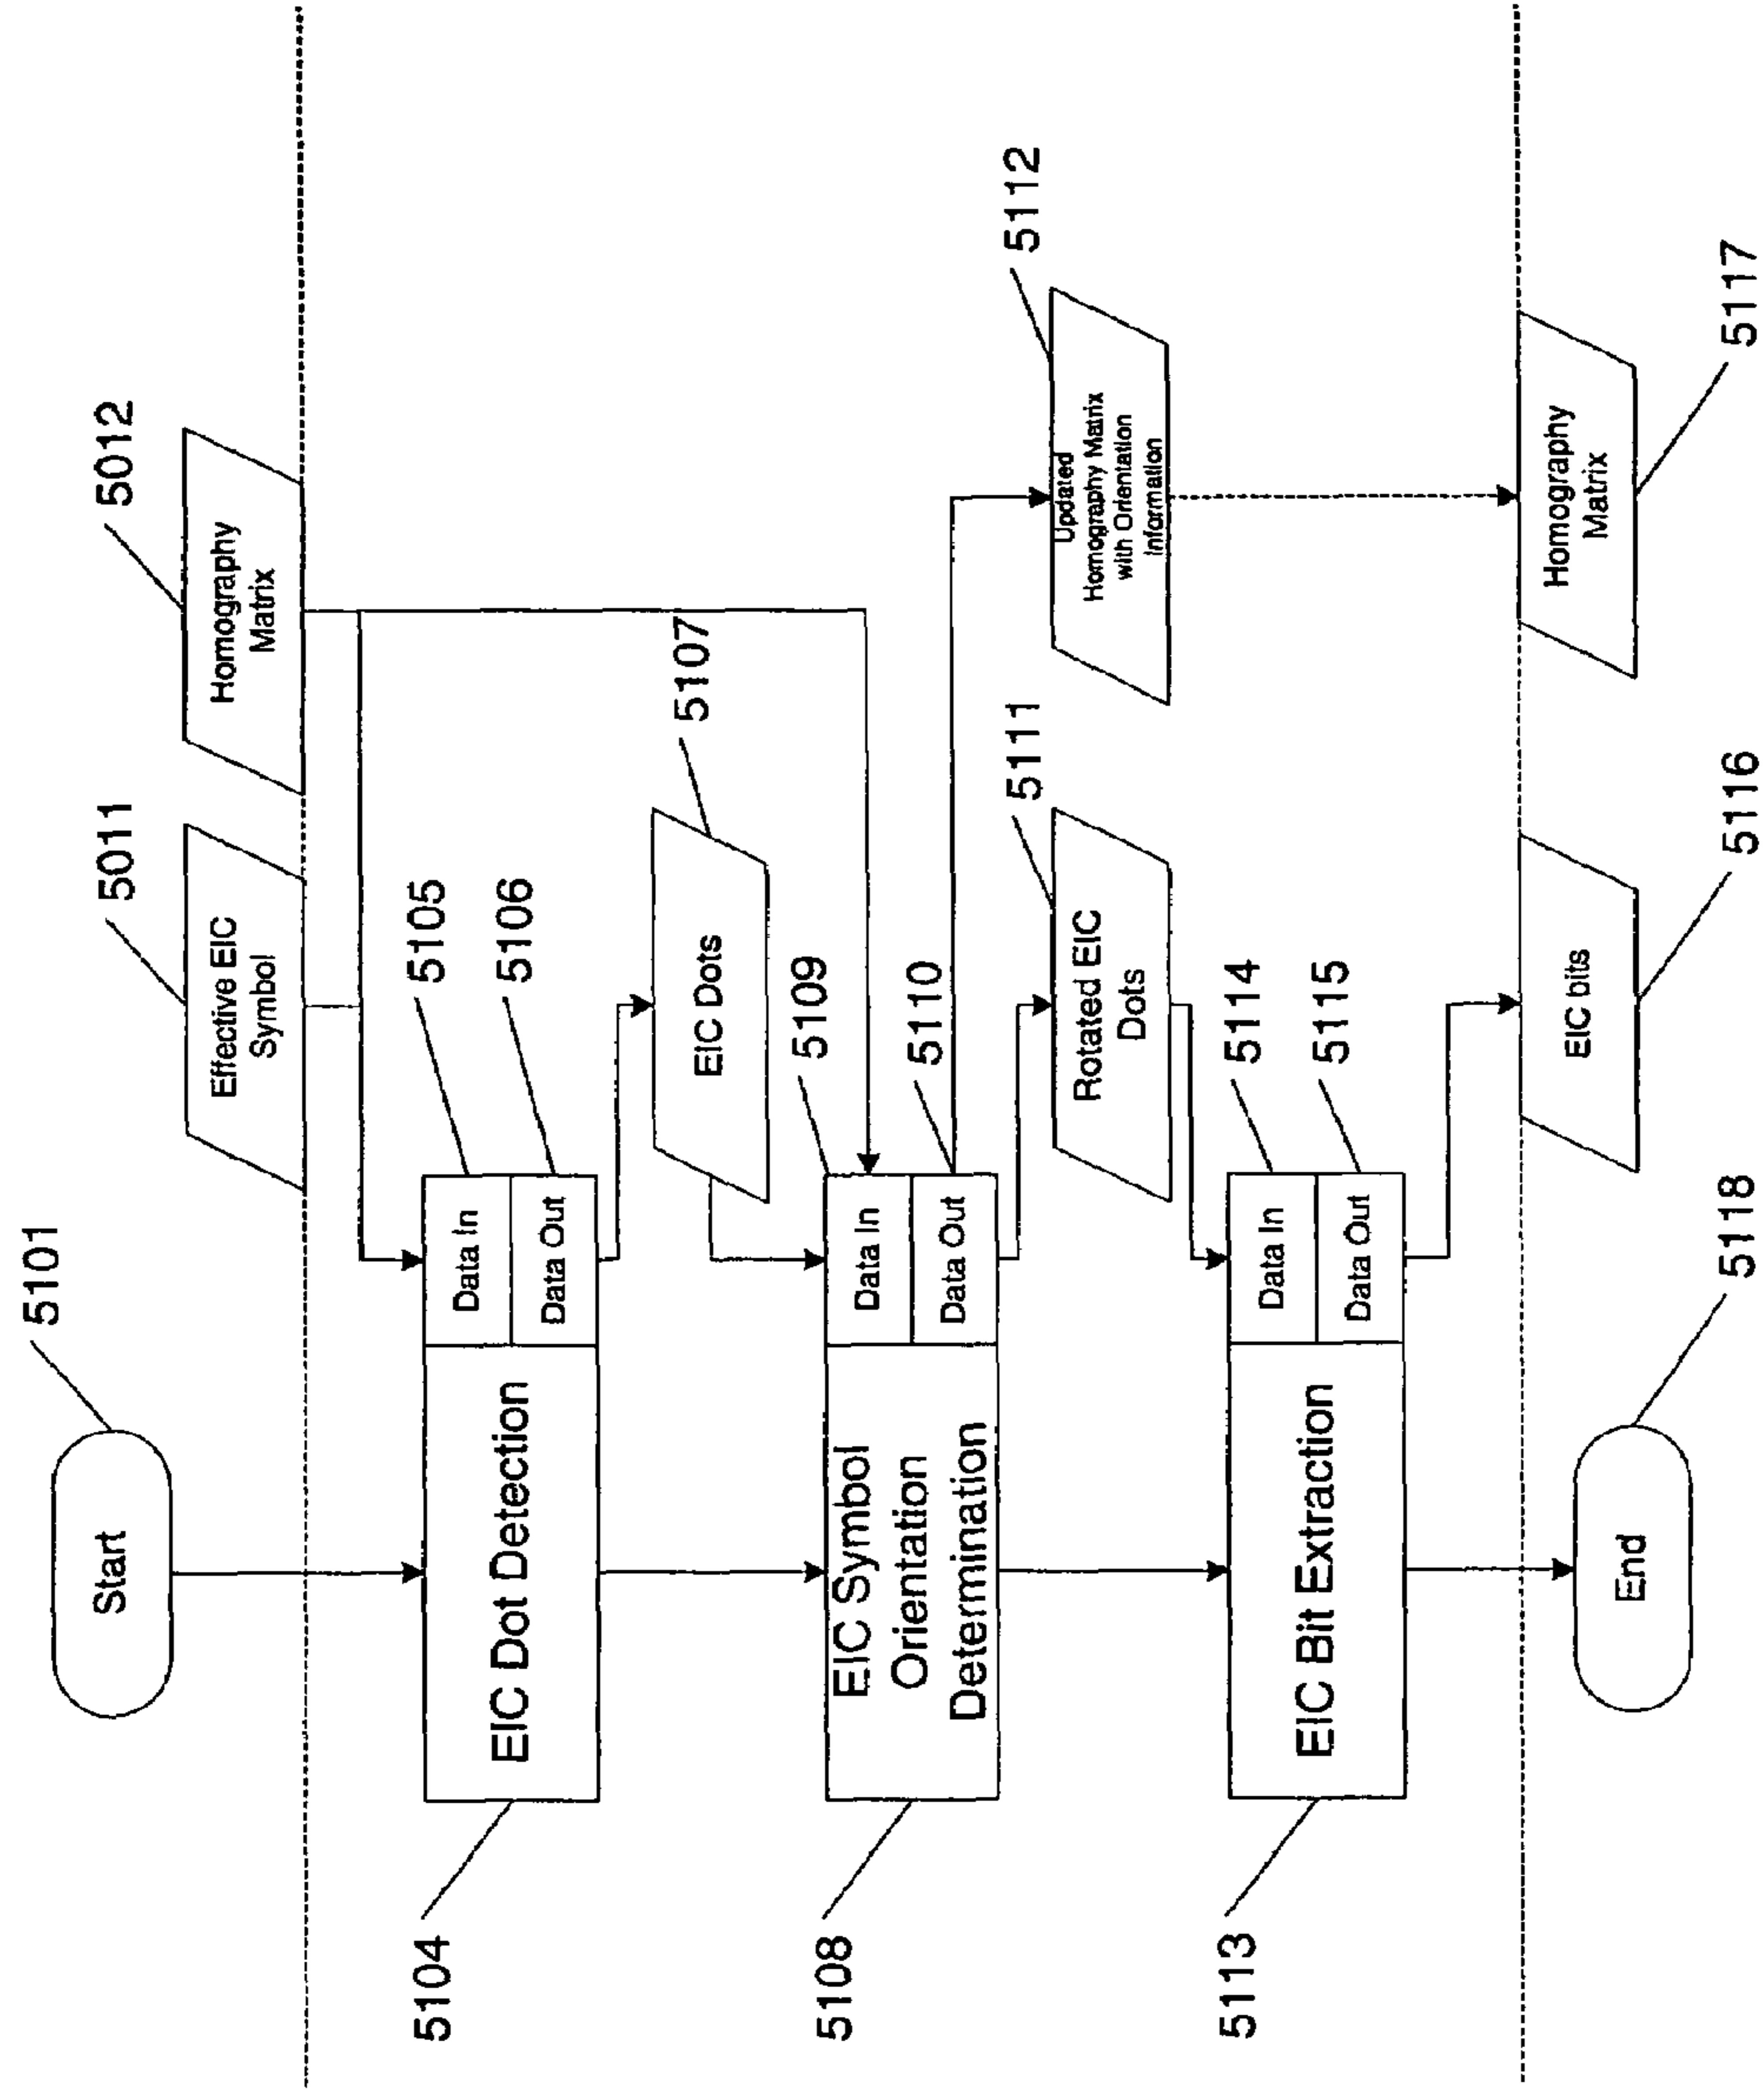 5101
Start
5011
Effective EIC
Symbol
5012
Homography
Matrix
5104
EIC Dot Detection
Data In
Data Out
5105
5106
EIC Dots
5107
5108
EIC Symbol
Orientation
Determination
Data In
Data Out
5109
5110
Rotated EIC
Dots
5111
Updated
Homography Matrix
with Orientation
Information
5112
5113
EIC Bit Extraction
Data In
Data Out
5114
5115
End
5118
EIC bits
5116
Homography
Matrix
5117